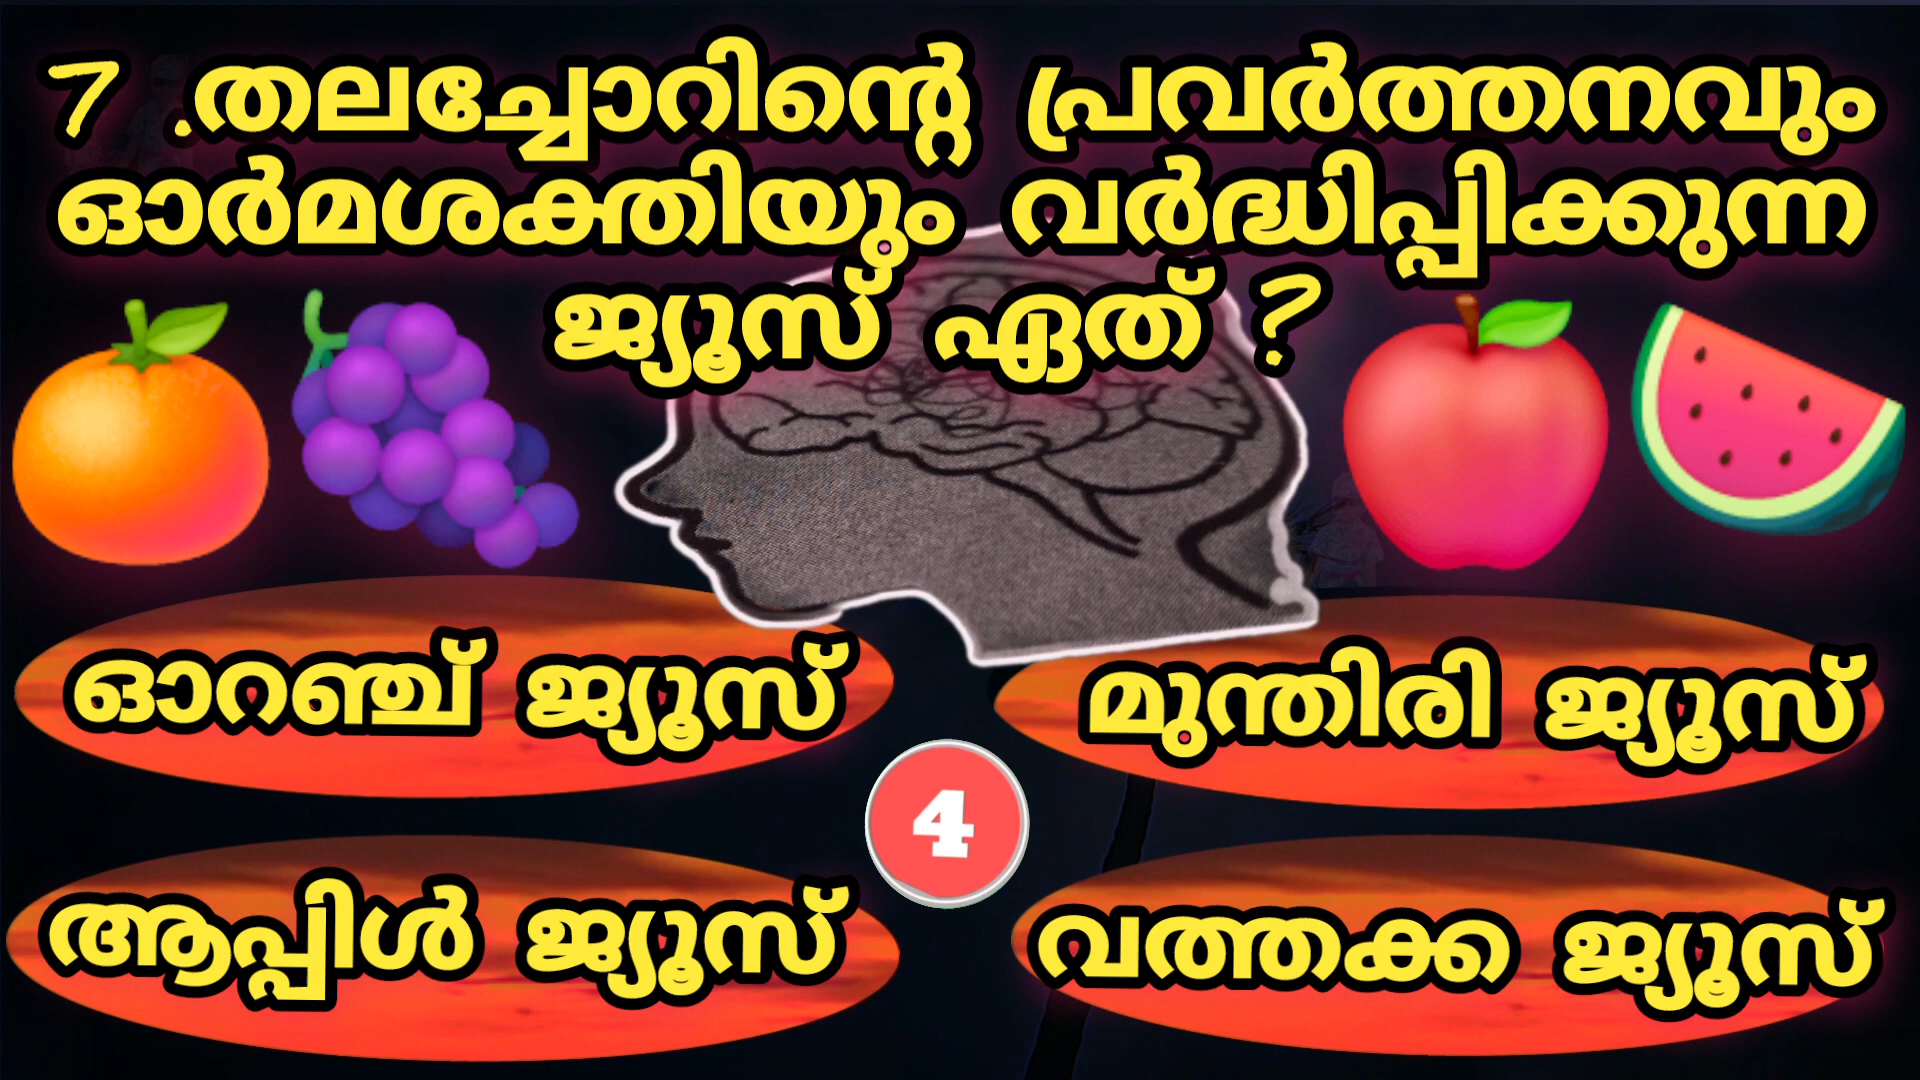 7 .തലച്ചോറിന്റെ പ്രവർത്തനവും
ഓർമശക്തിയും വർദ്ധിപ്പിക്കുന്ന
ജ്യൂസ് ഏത് ?
ഓറഞ്ച് ജ്യൂസ്
മുന്തിരി ജ്യൂസ്
4
ആപ്പിൾ ജ്യൂസ്
വത്തക്ക ജ്യൂസ്